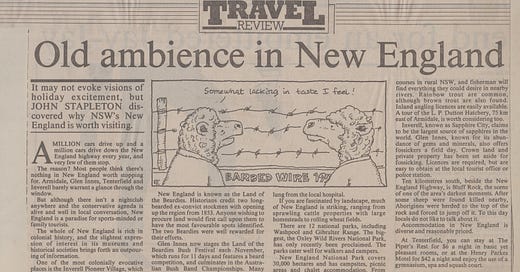 TRAVEL
REVIEW
Old ambience in New England
It may not evoke visions of
holiday excitement, but
JOHN STAPLETON dis-
covered why NSW's New
England is worth visiting.
A MILLION cars drive up and a
million cars drive down the New
England highway every year, and
very few of them stop.
The reason? Most people think there's
nothing in New England worth stopping
for. Armidale, Glen Innes, Tenterfield and
Inverell barely warrant a glance through the
window.
But although there isn't a nightclub
anywhere and the conservative ambience is
alive and well in local conversations, New
England is a paradise for sports-minded or
family tourists.
The whole of New England is rich in
colonial history, and the slightest expres-
sion of interest in its museums and
historical societies brings forth an outpour-
ing of information.
One of the most colonially evocative
places is the Inverell Pioneer Village, which
Somewhat lacking in taste I feel!
BARBED WIRE
New England is known as the Land of
the Beardies. Historians credit two long-
bearded ex-convict stockmen with opening
up the region from 1833. Anyone wishing to
procure land would first call upon them to
have the most favourable spots identified.
The two Beardies were well rewarded for
their efforts.
Glen Innes now stages the Land of the
Beardies Bush Festival each November,
which runs for 11 days and features a beard
competition, and culminates in the Australian
Bush Band Championships. Many
lung from the local hospital.
If you are fascinated by landscape, much
of New England is striking, ranging from
sprawling cattle properties with large
homesteads to rolling wheat fields.
There are 12 national parks, including
Washpool and Gibraltar Range. The big-
gest, the Oxley Wild Rivers National Park,
has only recently been proclaimed. The
parks cater well for walkers and campers.
New England National Park covers
30,000 hectares and has campsites, picnic
areas and chalet accommodation. From
courses in rural NSW, and fisherman will
find everything they could desire in nearby
rivers. Rainbow trout are common,
although brown trout are also found.
Inland angling licences are easily available.
A tour of the L. P. Dutton Hatchery, 75 km
east of Armidale, is worth considering too.
Inverell, known as Sapphire City, claims
to be the largest source of sapphires in the
world. Glen Innes, known for its abun-
dance of gems and minerals, also offers
fossickers a field day. Crown land and
private property has been set aside for
fossicking. Licences are required, but are
easy to obtain at the local tourist office or
police station.
Ten kilometres south, beside the New
England Highway, is Bluff Rock, the scene
of one of the area's darkest moments. After
some sheep were found killed nearby,
Aborigines were herded to the top of the
rock and forced to jump off it. To this day
locals do not like to talk about it.
Accommodation in New England is
diverse and reasonably priced.
At Tenterfield, you can stay at The
Piper's Rest for $6 a night in basic yet
pleasant rooms, or at the Henry Parkes
Motel for $42 a night and enjoy the use of a
gymnasium, spa and squash court.